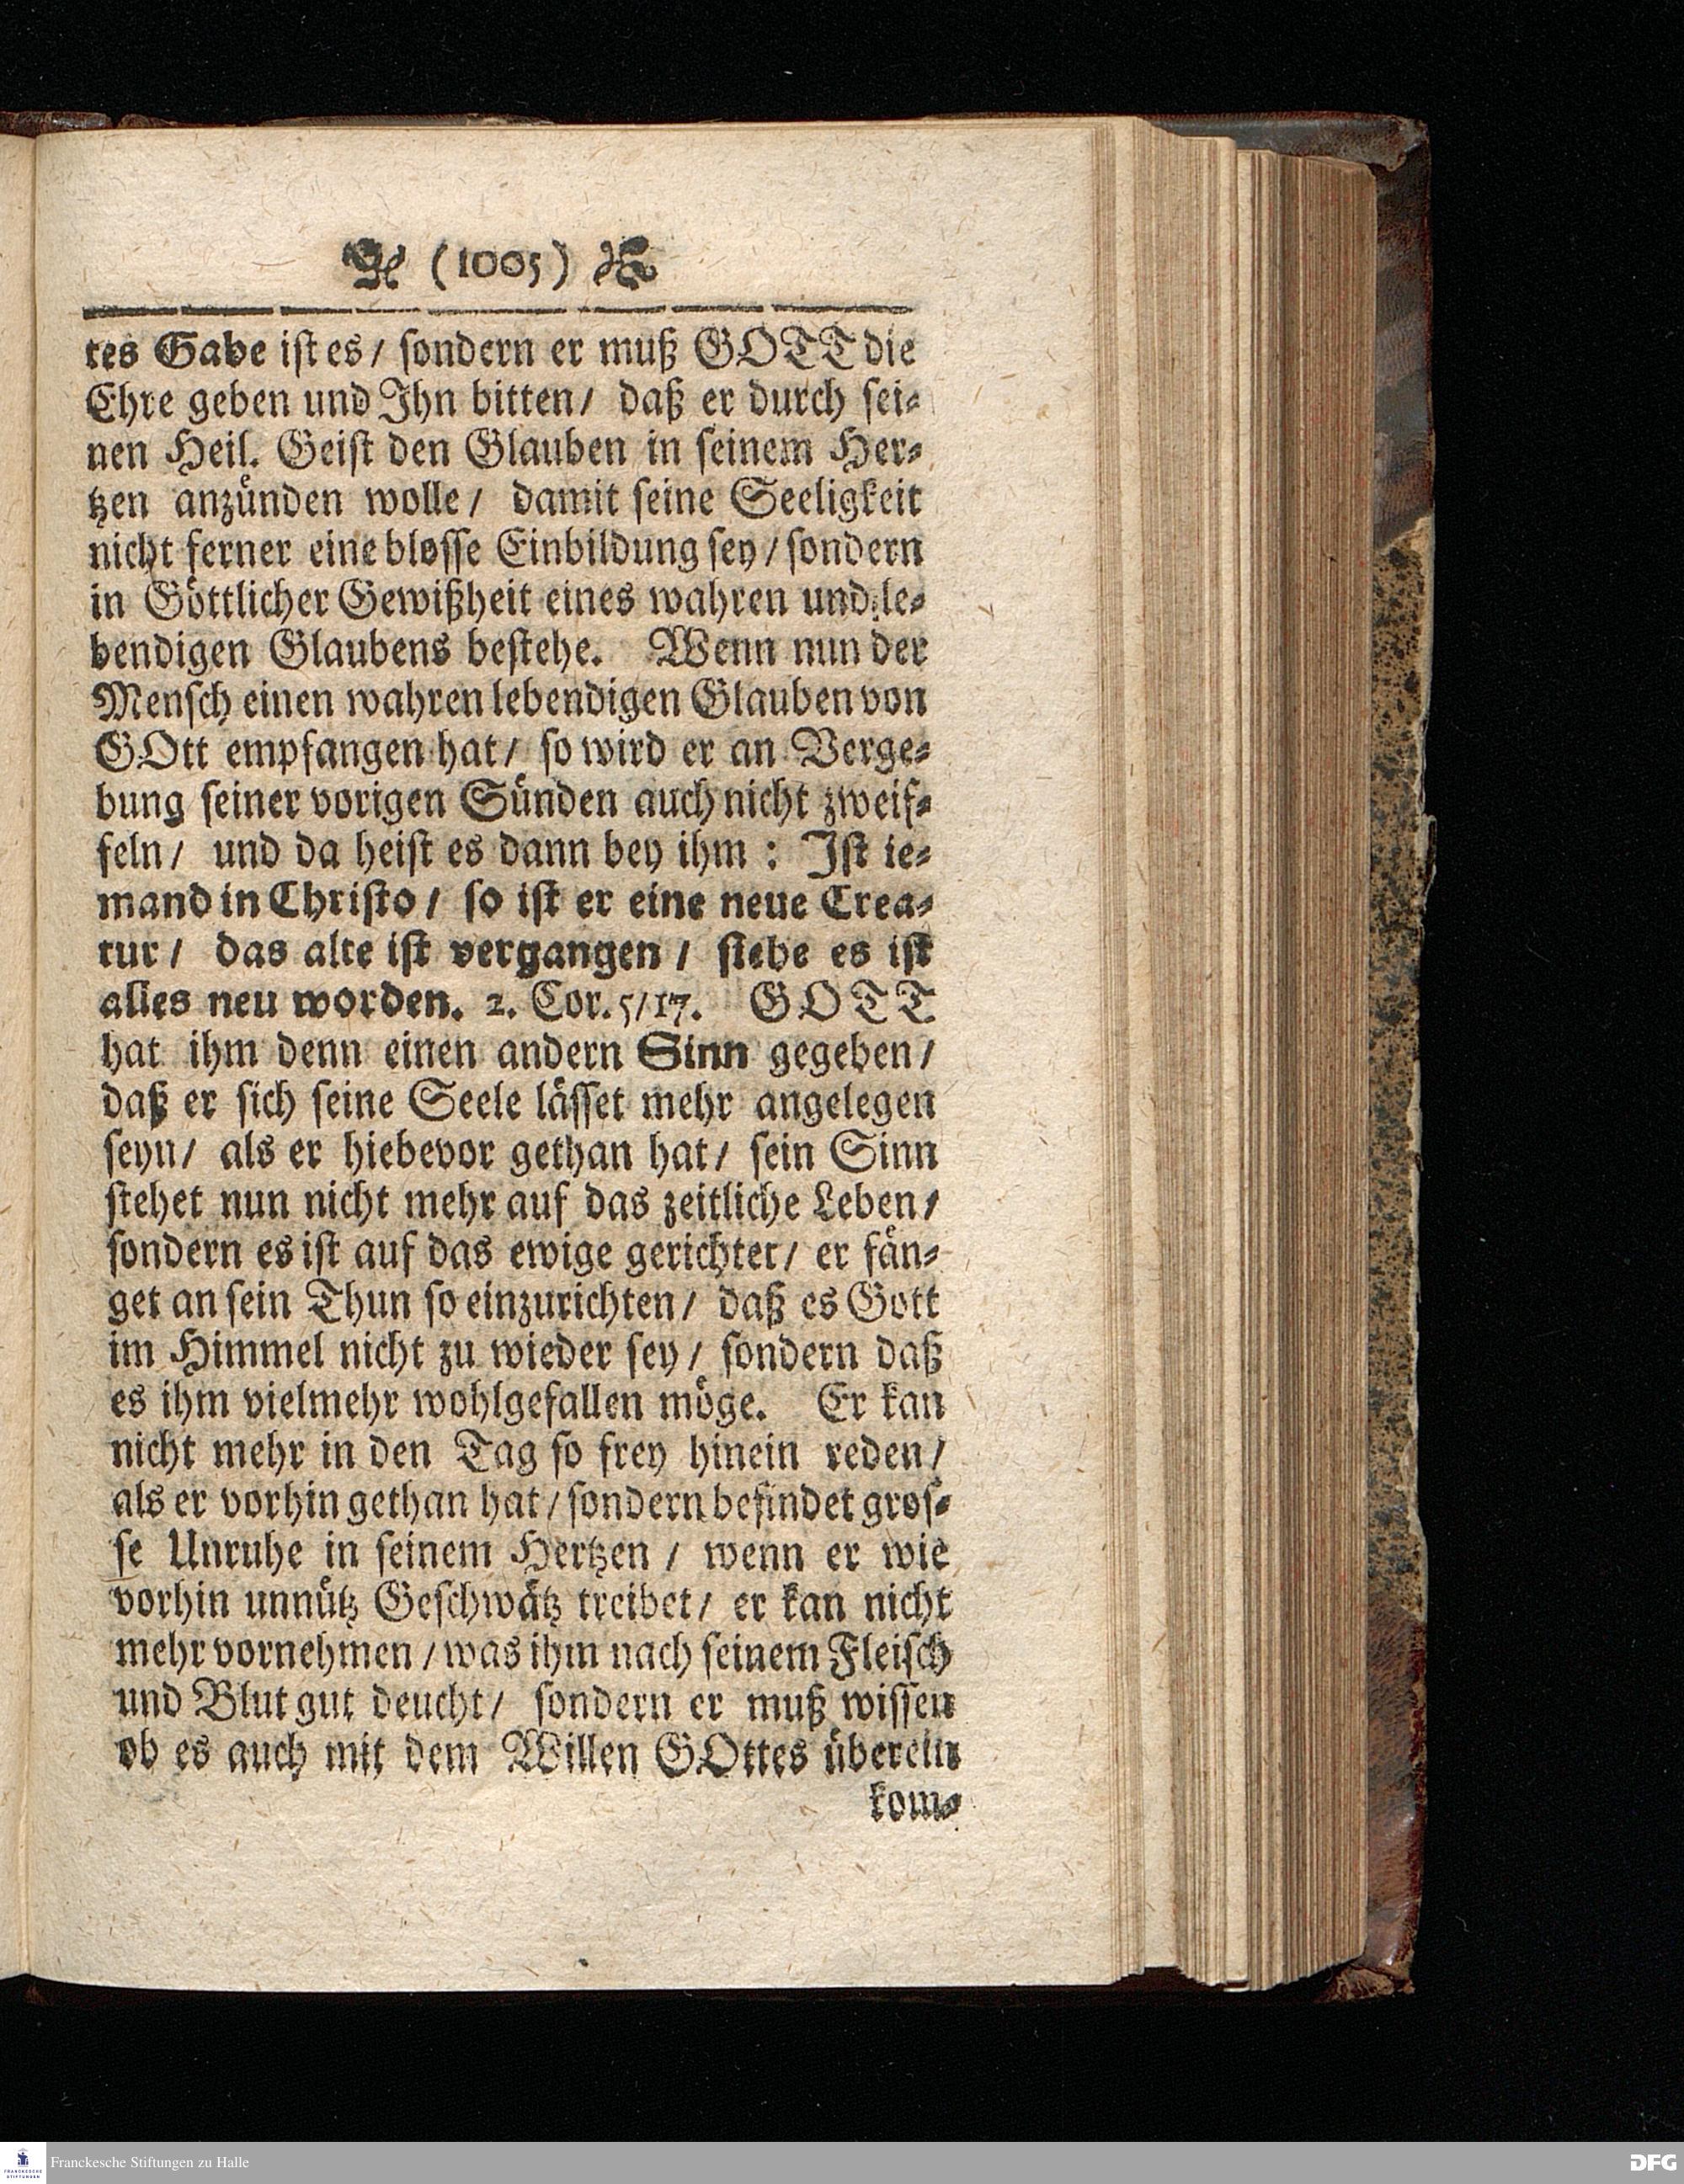 (1005)
tes Gabe ist es / sondern er muß GOTT die
Ehre geben und Ihn bitten / daß er durch sei-
nen Heil. Geist den Glauben in seinem Her-
tzen anzünden wolle / damit seine Seeligkeit
nicht ferner eine blosse Einbildung sey / sondern
in Göttlicher Gewißheit eines wahren und le-
bendigen Glaubens bestehe. Wenn nun der
Mensch einen wahren lebendigen Glauben von
GOtt empfangen hat / so wird er an Verge-
bung seiner vorigen Sünden auch nicht zweif-
feln / und da heist es dann bey ihm : Ist ie-
mand in Christo / so ist er eine neue Crea-
tur / das alte ist vergangen / siehe es ist
alles neu worden. 2. Cor. 5/17. GOTT
hat ihm denn einen andern Sinn gegeben /
daß er sich seine Seele lässet mehr angelegen
seyn / als er hiebevor gethan hat / sein Sinn
stehet nun nicht mehr auf das zeitliche Leben /
sondern es ist auf das ewige gerichtet / er fän-
get an sein Thun so einzurichten / daß es Gott
im Himmel nicht zu wieder sey / sondern daß
es ihm vielmehr wohlgefallen möge. Er kan
nicht mehr in den Tag so frey hinein reden /
als er vorhin gethan hat / sondern befindet gros-
se Unruhe in seinem Hertzen / wenn er wie
vorhin unnütz Geschwätz treibet / er kan nicht
mehr vornehmen / was ihm nach seinem Fleisch
und Blut gut deucht / sondern er muß wissen
ob es auch mit dem Willen GOttes überein
kom-
FRANCKESCHE STIFTUNGEN
Franckesche Stiftungen zu Halle
DFG